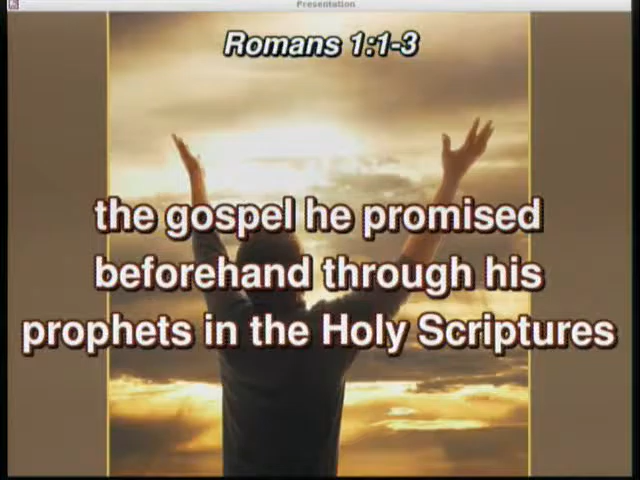 Presentation
Romans 1:1-3
the gospel he promised
beforehand through his
prophets in the Holy Scriptures